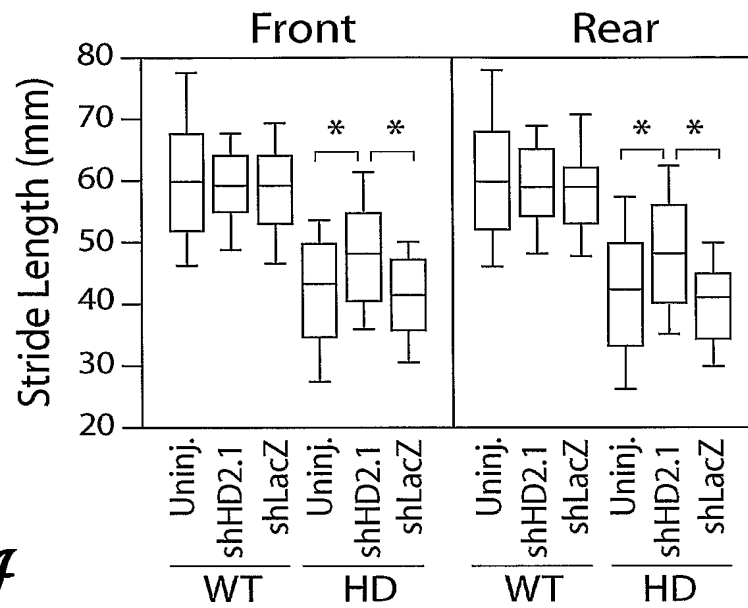 Front Rear
Stride Length (mm)
80
70
60
50
40
30
20
* * * *
Uninj. shHD2.1 shLacZ Uninj. shHD2.1 shLacZ Uninj. shHD2.1 shLacZ Uninj. shHD2.1 shLacZ
WT HD WT HD